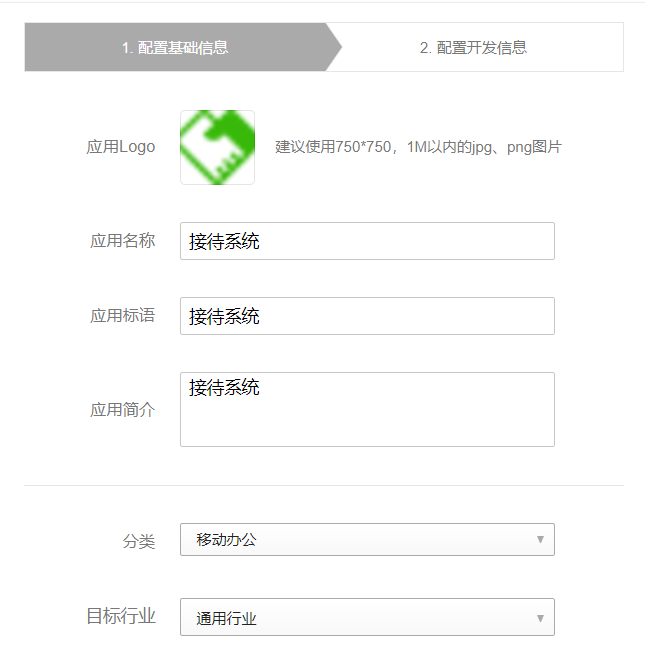 1. 配置基础信息
2. 配置开发信息
应用Logo
建议使用750*750，1M以内的jpg、png图片
应用名称
接待系统
应用标语
接待系统
应用简介
接待系统
分类
移动办公
目标行业
通用行业